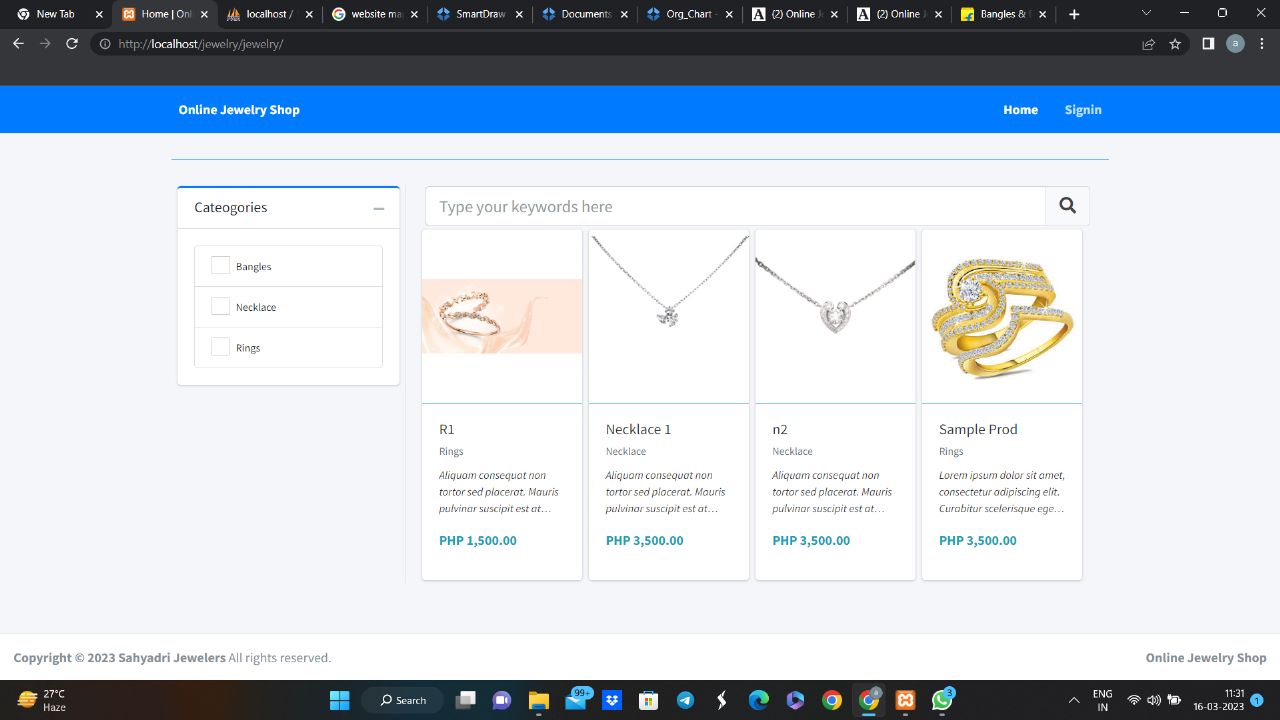 New Tab
Home | Onl
localhost /
website ma
SmartDraw
Documents
Org_Chart -
(2) Online
(2) Online J
Bangles &
http://localhost/jewelry/jewelry/
a
Online Jewelry Shop
Home
Signin
Cateogories
Bangles
Necklace
Rings
Type your keywords here
R1
Rings
Aliquam consequat non
tortor sed placerat. Mauris
pulvinar suscipit est at…
PHP 1,500.00
Necklace 1
Necklace
Aliquam consequat non
tortor sed placerat. Mauris
pulvinar suscipit est at…
PHP 3,500.00
n2
Necklace
Aliquam consequat non
tortor sed placerat. Mauris
pulvinar suscipit est at…
PHP 3,500.00
Sample Prod
Rings
Lorem ipsum dolor sit amet,
consectetur adipiscing elit.
Curabitur scelerisque ege…
PHP 3,500.00
Copyright © 2023 Sahyadri Jewelers All rights reserved.
Online Jewelry Shop
27°C
Haze
Search
99+
3
ENG
IN
11:31
16-03-2023
1